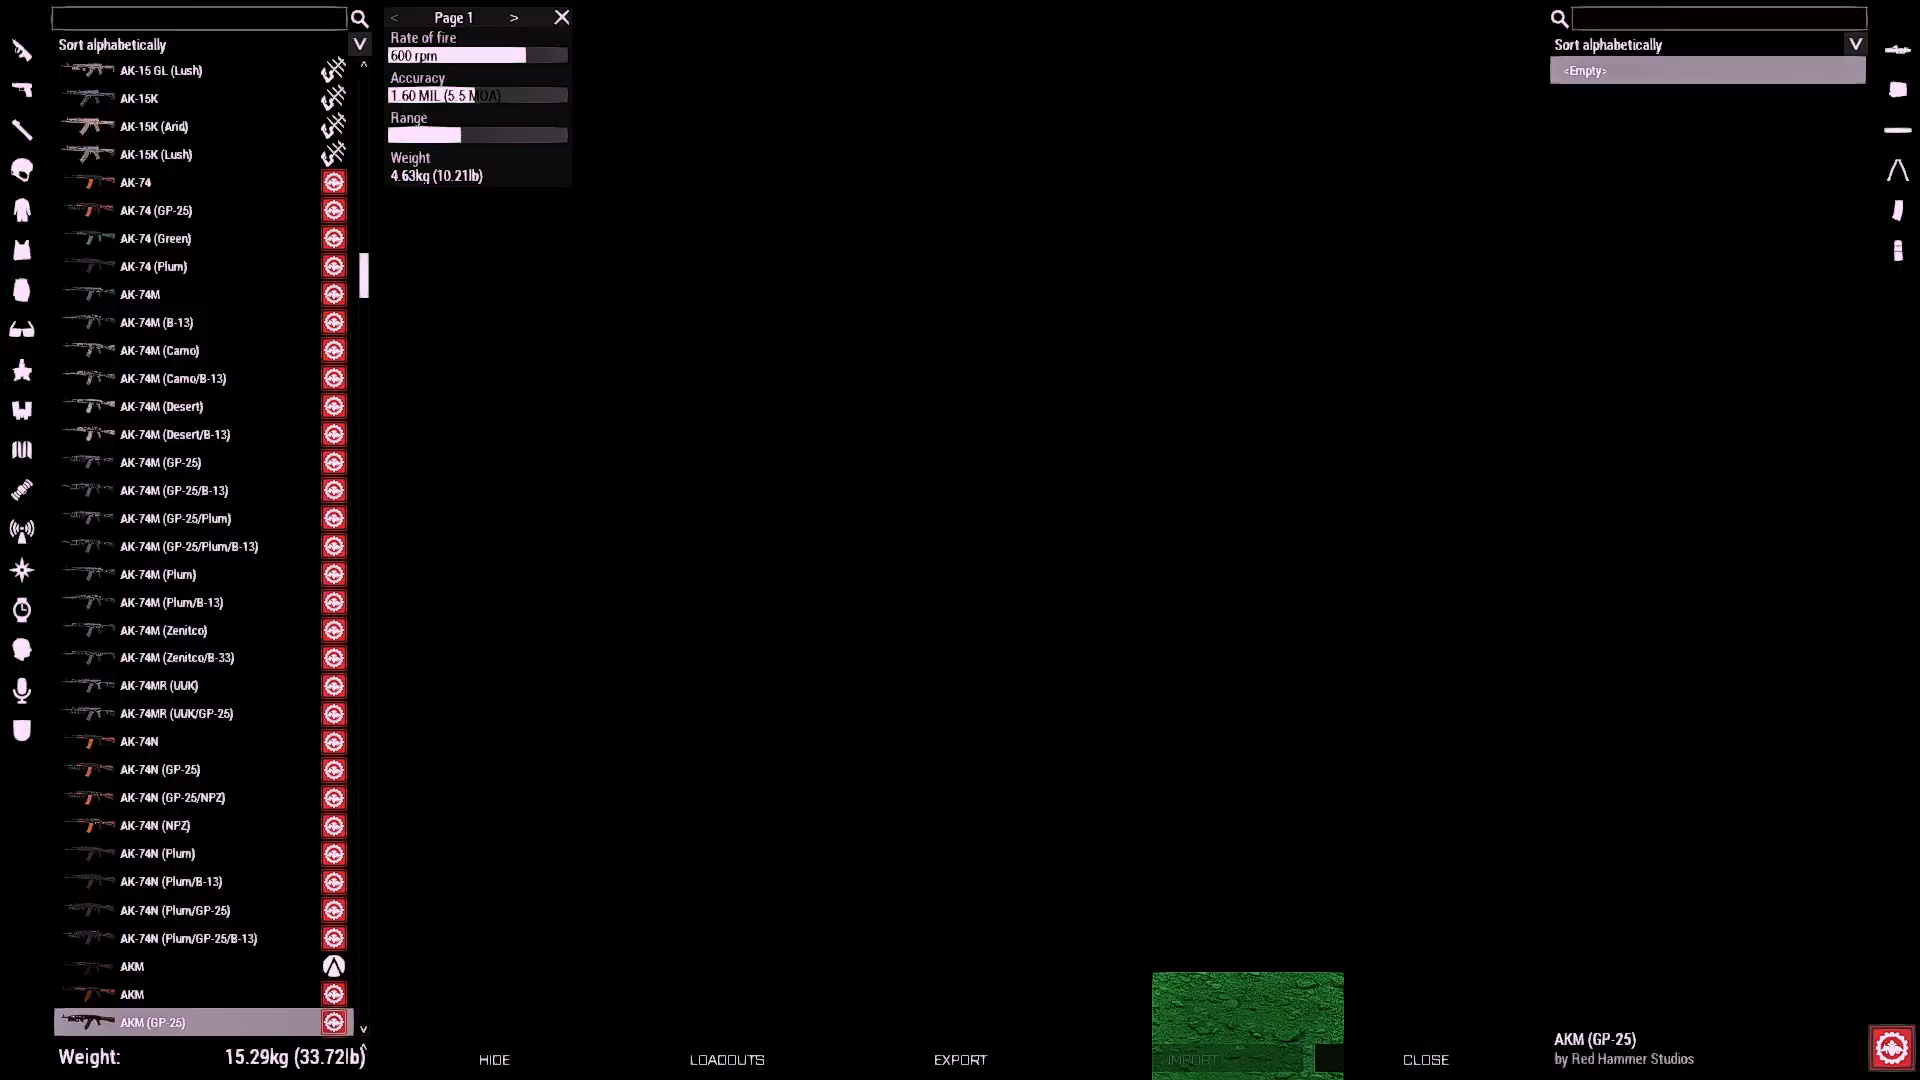 Sort alphabetically
AK-15 GL (Lush)
AK-15K
AK-15K (Arid)
AK-15K (Lush)
AK-74
AK-74 (GP-25)
AK-74 (Green)
AK-74 (Plum)
AK-74M
AK-74M (B-13)
AK-74M (Camo)
AK-74M (Camo/B-13)
AK-74M (Desert)
AK-74M (Desert/B-13)
AK-74M (GP-25)
AK-74M (GP-25/B-13)
AK-74M (GP-25/Plum)
AK-74M (GP-25/Plum/B-13)
AK-74M (Plum)
AK-74M (Plum/B-13)
AK-74M (Zenitco)
AK-74M (Zenitco/B-33)
AK-74MR (UUK)
AK-74MR (UUK/GP-25)
AK-74N
AK-74N (GP-25)
AK-74N (GP-25/NPZ)
AK-74N (NPZ)
AK-74N (Plum)
AK-74N (Plum/B-13)
AK-74N (Plum/GP-25)
AK-74N (Plum/GP-25/B-13)
AKM
AKM
AKM (GP-25)
Weight: 15.29kg (33.72lb)
< Page 1 >
Rate of fire
600 rpm
Accuracy
1.60 MIL (5.5 MOA)
Range
Weight
4.63kg (10.21lb)
HIDE
LOADOUTS
EXPORT
IMPORT
CLOSE
Sort alphabetically
<Empty>
AKM (GP-25)
by Red Hammer Studios